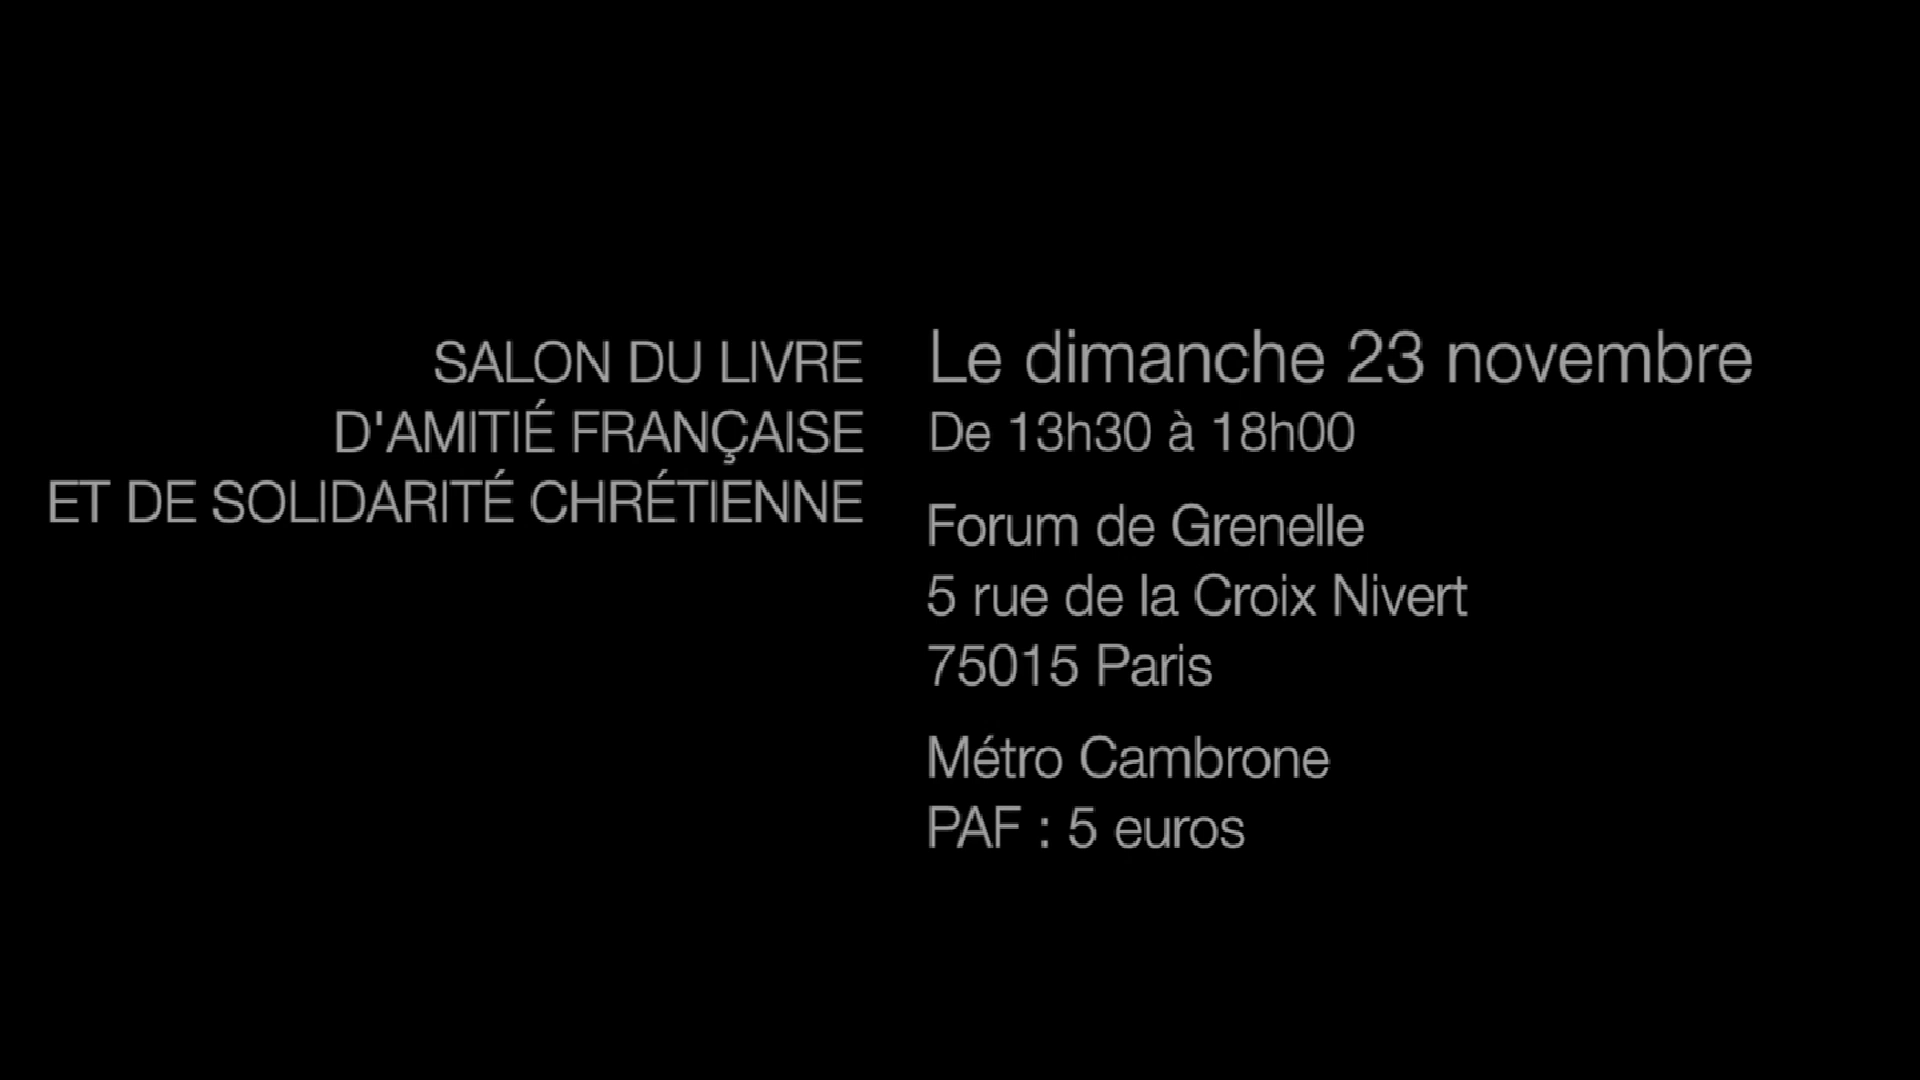 SALON DU LIVRE
D'AMITIÉ FRANÇAISE
ET DE SOLIDARITÉ CHRÉTIENNE
Le dimanche 23 novembre
De 13h30 à 18h00
Forum de Grenelle
5 rue de la Croix Nivert
75015 Paris
Métro Cambrone
PAF : 5 euros